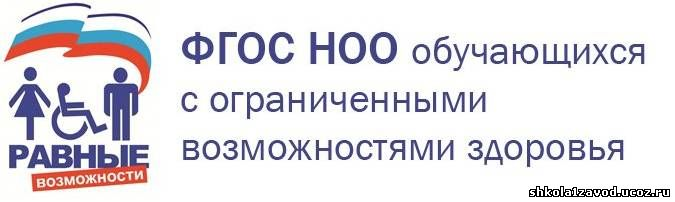 РАВНЫЕ
ВОЗМОЖНОСТИ
ФГОС НОО обучающихся
с ограниченными
возможностями здоровья
shkola1zavod.ucoz.ru